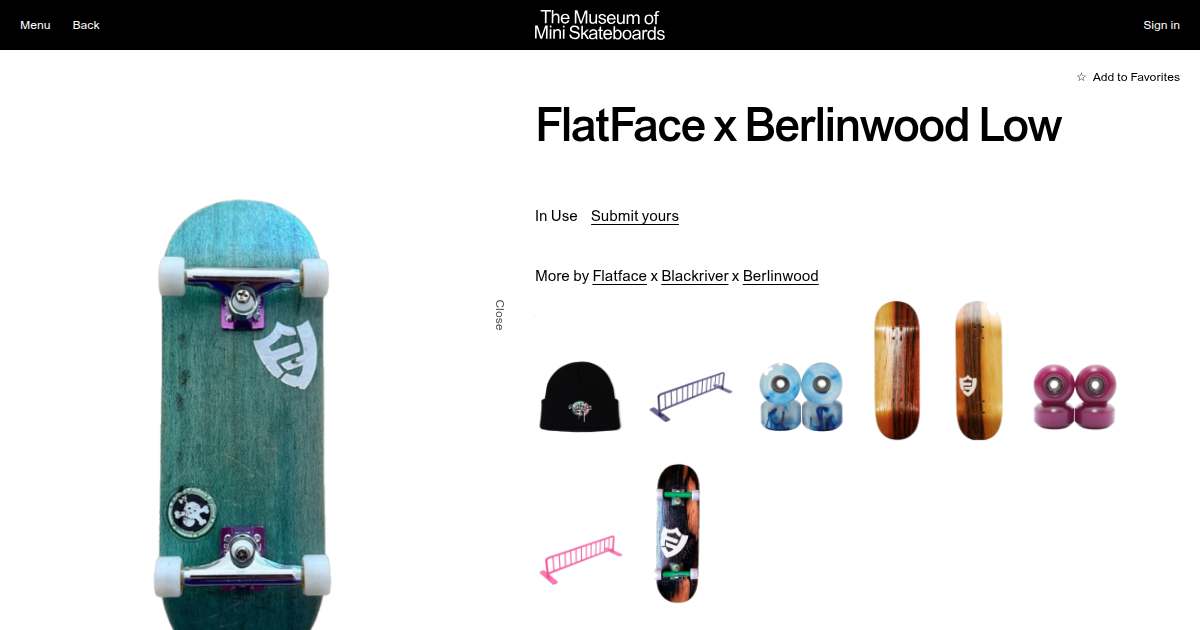 Menu
Back
The Museum of
Mini Skateboards
Sign in
☆ Add to Favorites
FlatFace x Berlinwood Low
In Use
Submit yours
More by Flatface x Blackriver x Berlinwood
Close